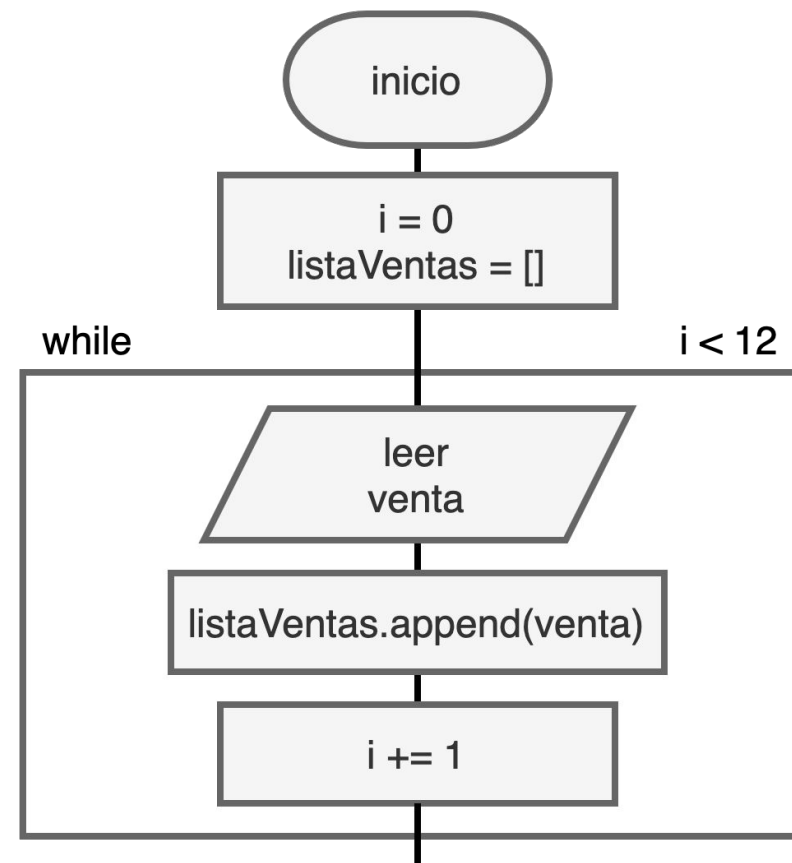 inicio
i = 0
listaVentas = []
while
i < 12
leer
venta
listaVentas.append(venta)
i += 1